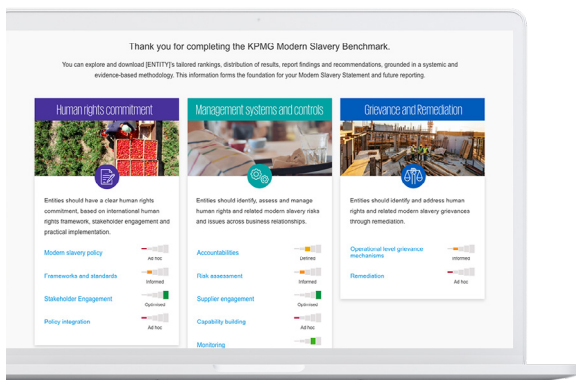 Thank you for completing the KPMG Modern Slavery Benchmark.
You can explore and download [ENTITY]'s tailored rankings, distribution of results, report findings and recommendations, grounded in a systemic and
evidence-based methodology. This information forms the foundation for your Modern Slavery Statement and future reporting.
Human rights commitment
Entities should have a clear human rights
commitment, based on international human
rights framework, stakeholder engagement and
practical implementation.
Modern slavery policy
Ad hoc
Frameworks and standards
Informed
Stakeholder Engagement
Optimised
Policy integration
Ad hoc
Management systems and controls
Entities should identify, assess and manage
human rights and related modern slavery risks
and issues across business relationships.
Accountabilities
Defined
Risk assessment
Informed
Supplier engagement
Optimised
Capability building
Ad hoc
Monitoring
Grievance and Remediation
Entities should identify and address human
rights and related modern slavery grievances
through remediation.
Operational level grievance
mechanisms
Informed
Remediation
Ad hoc